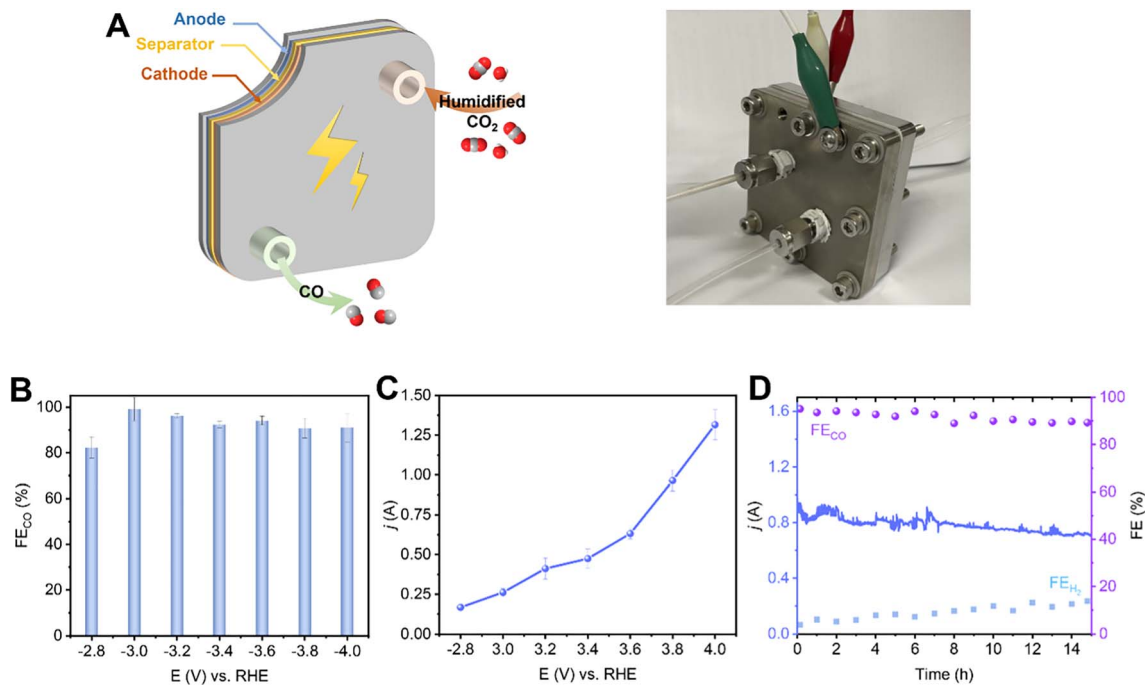 A
Anode
Separator
Cathode
Humidified
CO₂
CO
B
FE_CO (%)
100
80
60
40
20
0
-2.8 -3.0 -3.2 -3.4 -3.6 -3.8 -4.0
E (V) vs. RHE
C
j (A)
1.50
1.25
1.00
0.75
0.50
0.25
0.00
-2.8 3.0 3.2 3.4 3.6 3.8 4.0
E (V) vs. RHE
D
j (A)
1.6
1.2
0.8
0.4
0.0
FE_CO
FE_H₂
100
80
60
40
20
0
FE (%)
0 2 4 6 8 10 12 14
Time (h)